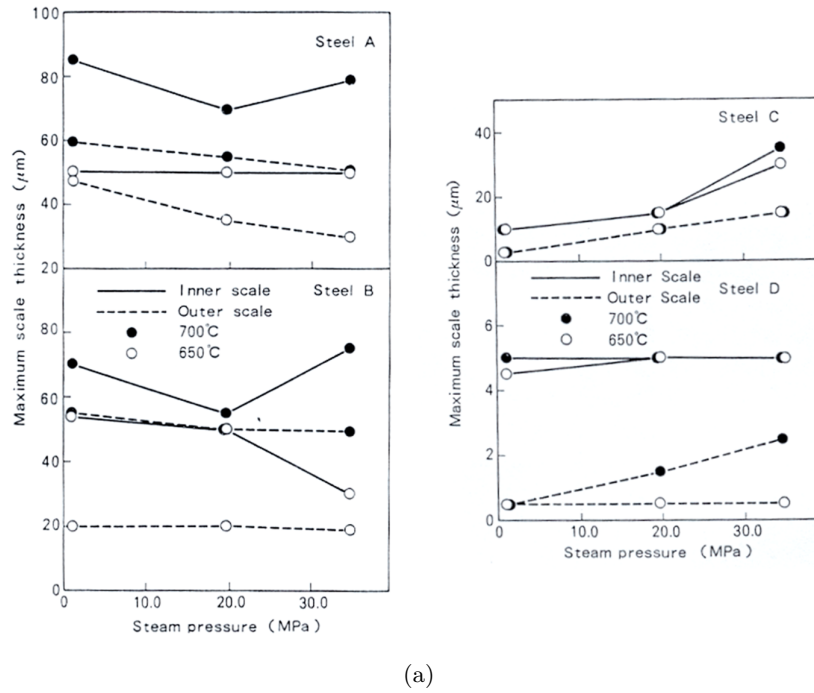 100
80
60
40
20
Steel A
Maximum scale thickness (μm)
Inner scale
Outer scale
700℃
650℃
Steel B
80
60
40
20
0
0 10.0 20.0 30.0
Steam pressure (MPa)
Steel C
40
20
0
Maximum scale thickness (μm)
Inner Scale
Outer Scale
700℃
650℃
Steel D
6
4
2
0
0 10.0 20.0 30.0
Steam pressure (MPa)
(a)